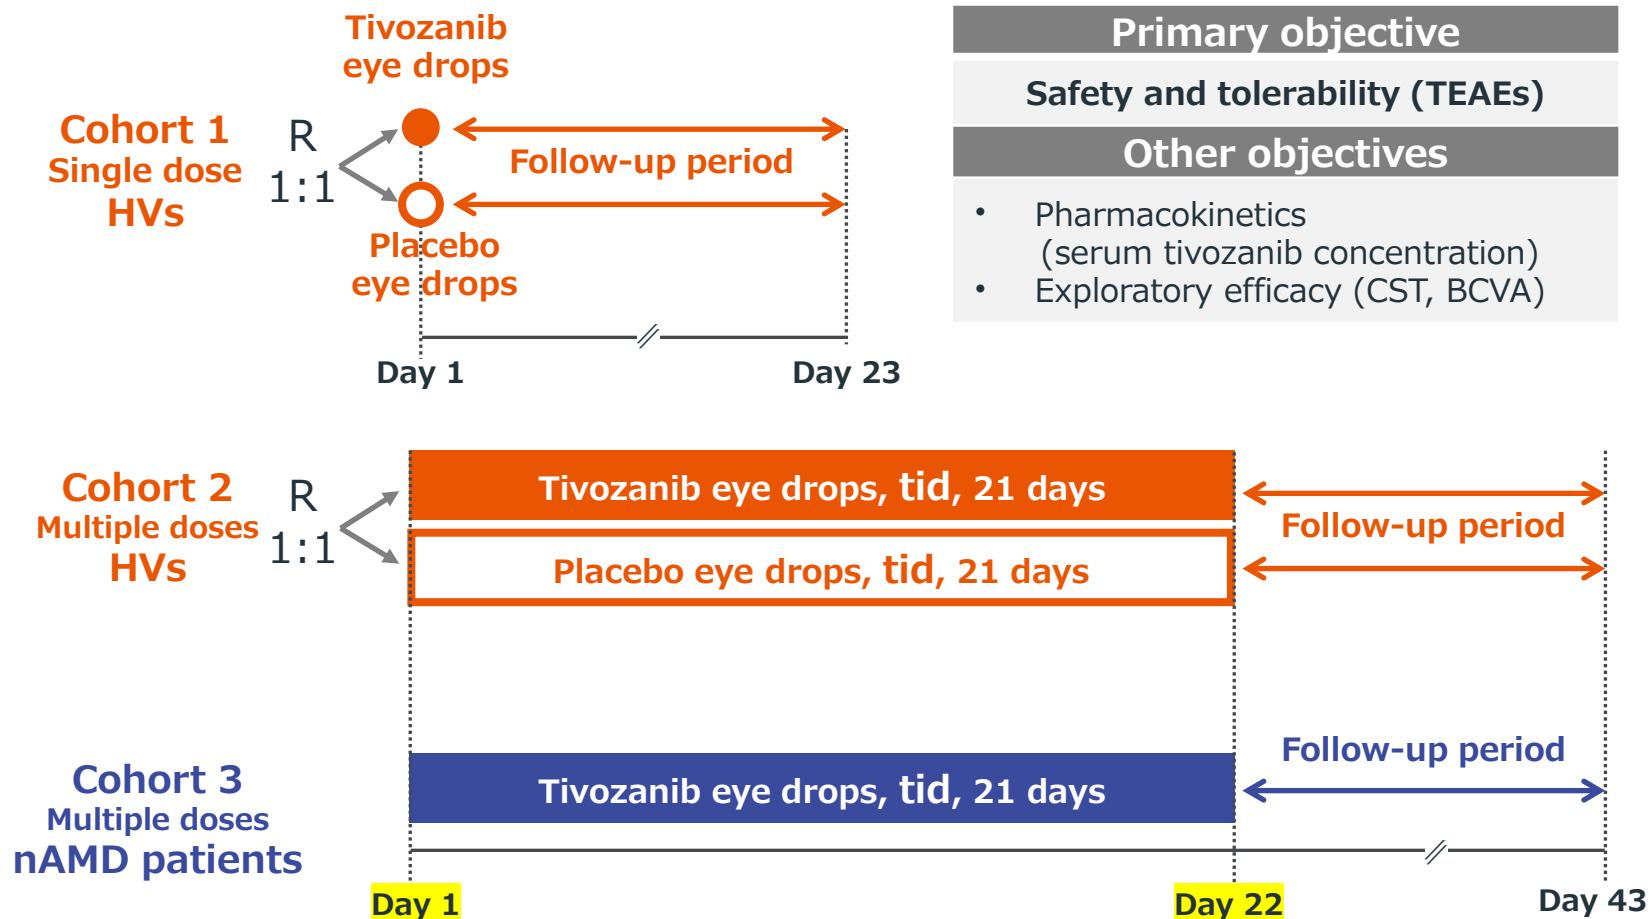 Tivozanib
eye drops
Cohort 1
Single dose
HVs
R
1:1
Follow-up period
Placebo
eye drops
Day 1
Day 23
Primary objective
Safety and tolerability (TEAEs)
Other objectives
• Pharmacokinetics
(serum tivozanib concentration)
• Exploratory efficacy (CST, BCVA)
Cohort 2
Multiple doses
HVs
R
1:1
Tivozanib eye drops, tid, 21 days
Placebo eye drops, tid, 21 days
Follow-up period
Cohort 3
Multiple doses
nAMD patients
Tivozanib eye drops, tid, 21 days
Follow-up period
Day 1
Day 22
Day 43